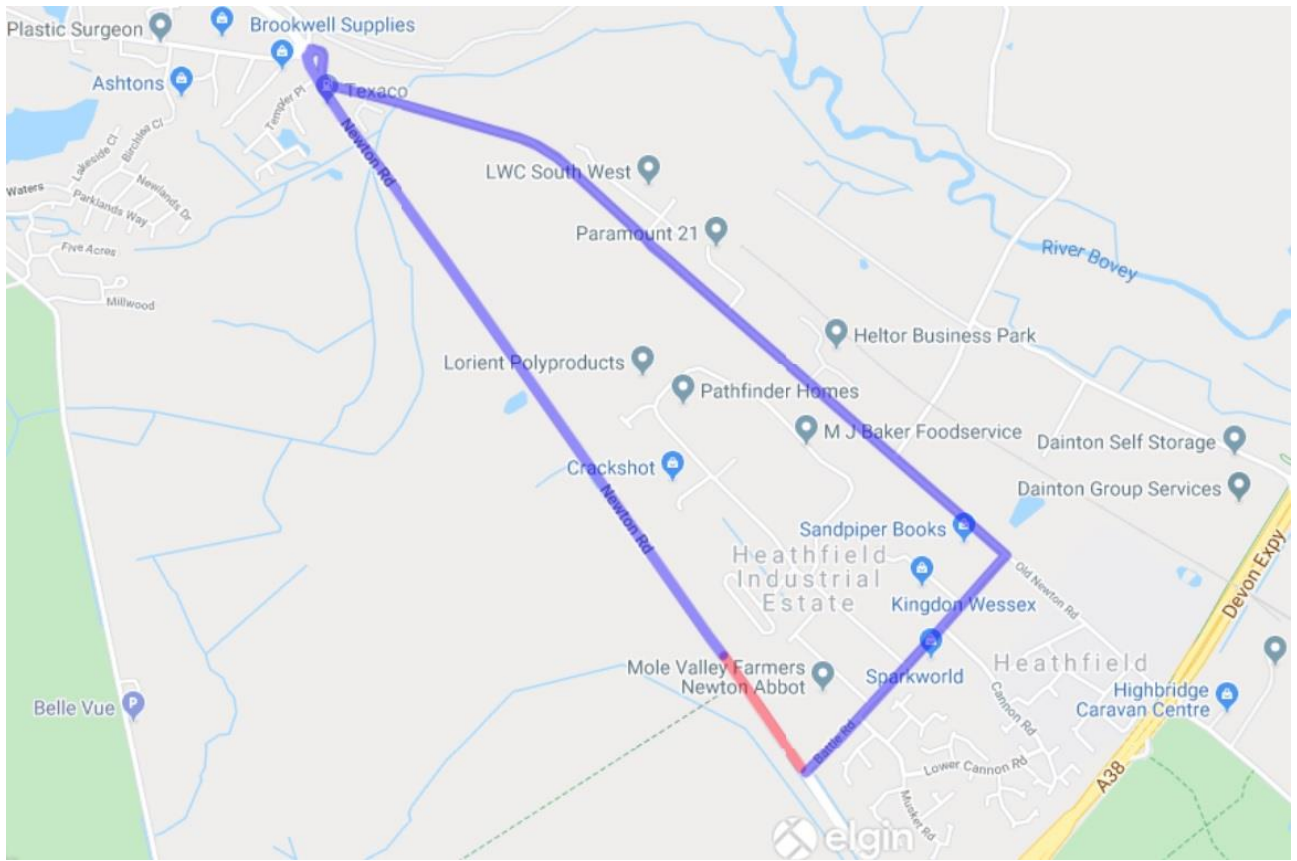 Plastic Surgeon
Brookwell Supplies
Ashtons
Texaco
Templer Pl
Newton Rd
Lakeside Cl
Birchlee Cl
Waters
Newlands Dr
Parklands Way
Five Acres
Millwood
LWC South West
Paramount 21
River Bovey
Heltor Business Park
Lorient Polyproducts
Pathfinder Homes
M J Baker Foodservice
Dainton Self Storage
Crackshot
Dainton Group Services
Newton Rd
Sandpiper Books
Heathfield
Industrial
Estate
Devon Expy
Old Newton Rd
Kingdon Wessex
Mole Valley Farmers
Newton Abbot
Sparkworld
Heathfield
Highbridge
Caravan Centre
Belle Vue
P
Cannon Rd
Battle Rd
Lower Cannon Rd
A38
Musker Rd
elgin